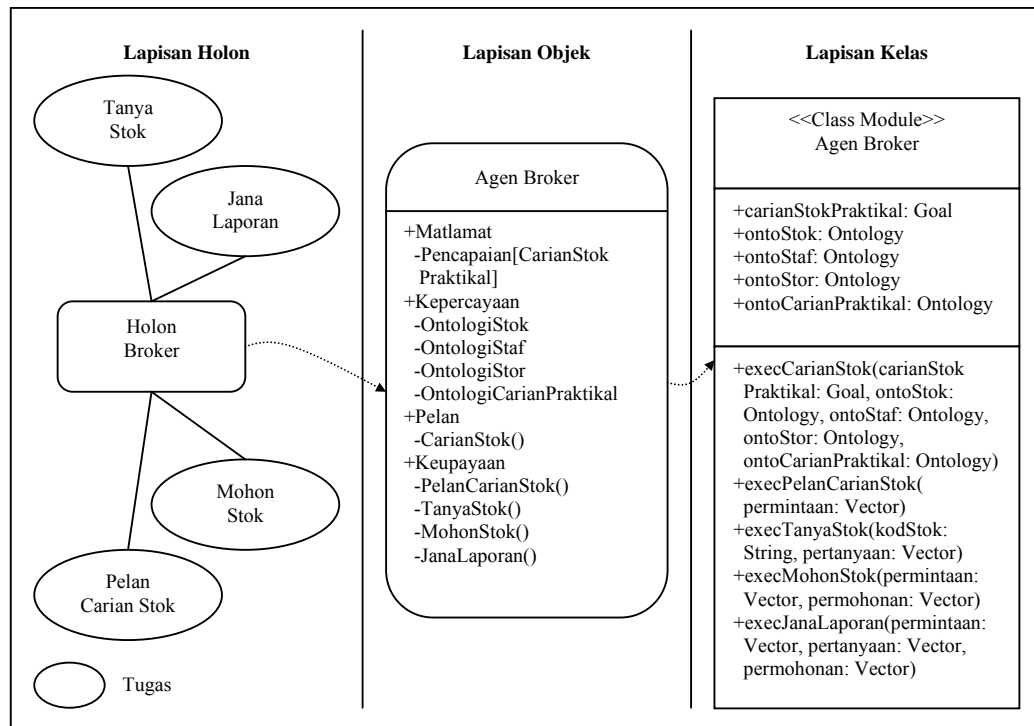 Lapisan Holon
Tanya
Stok
Jana
Laporan
Holon
Broker
Mohon
Stok
Pelan
Carian Stok
Tugas
Lapisan Objek
Agen Broker
+Matlamat
-Pencapaian[CarianStok
Praktikal]
+Kepercayaan
-OntologiStok
-OntologiStaf
-OntologiStor
-OntologiCarianPraktikal
+Pelan
-CarianStok()
+Keupayaan
-PelanCarianStok()
-TanyaStok()
-MohonStok()
-JanaLaporan()
Lapisan Kelas
<<Class Module>>
Agen Broker
+carianStokPraktikal: Goal
+ontoStok: Ontology
+ontoStaf: Ontology
+ontoStor: Ontology
+ontoCarianPraktikal: Ontology
+execCarianStok(carianStok
Praktikal: Goal, ontoStok:
Ontology, ontoStaf: Ontology,
ontoStor: Ontology,
ontoCarianPraktikal: Ontology)
+execPelanCarianStok(
permintaan: Vector)
+execTanyaStok(kodStok:
String, pertanyaan: Vector)
+execMohonStok(permintaan:
Vector, permohonan: Vector)
+execJanaLaporan(permintaan:
Vector, pertanyaan: Vector,
permohonan: Vector)